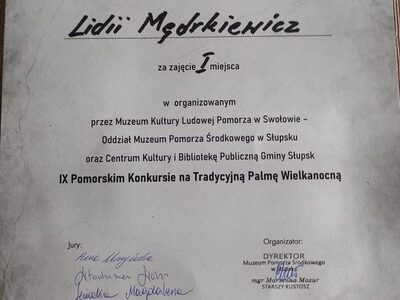 Lidii Mędrkiewicz
za zajęcie I miejsca
w organizowanym
przez Muzeum Kultury Ludowej Pomorza w Swołowie –
Oddział Muzeum Pomorza Środkowego w Słupsku
oraz Centrum Kultury i Bibliotekę Publiczną Gminy Słupsk
IX Pomorskim Konkursie na Tradycyjną Palmę Wielkanocną
Jury:
Organizator:
DYREKTOR
Muzeum Pomorza Środkowego
w Słupsku
mgr Marzenna Mazur
STARSZY KUSTOSZ
Magdalena